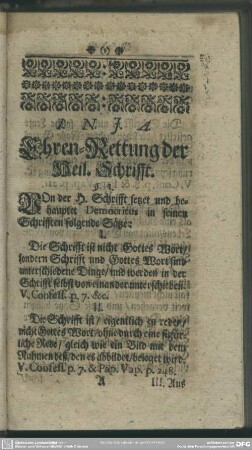 (5)
D. N. J. A.
Ehren-Rettung der
Heil. Schrifft.
§. 1.
VOn der H. Schrifft setzet und be-
hauptet Democritus in seinen
Schrifften folgende Sätze:
I.
Die Schrifft ist nicht Gottes Wort/
sondern Schrifft und Gottes Wort sind
unterschiedene Dinge/ und werden in der
Schrifft selbst von einander unterschieden.
V. Confess. p. 7. &c.
II.
Die Schrifft ist/ eigentlich zu reden/
nicht Gottes Wort/ ohne durch eine figür-
liche Rede/ gleich wie ein Bild mit dem
Nahmen deß/ den es abbildet/ beleget wird.
V. Confess. p. 7. & Pap. Vap. p. 248.
A III. Aus